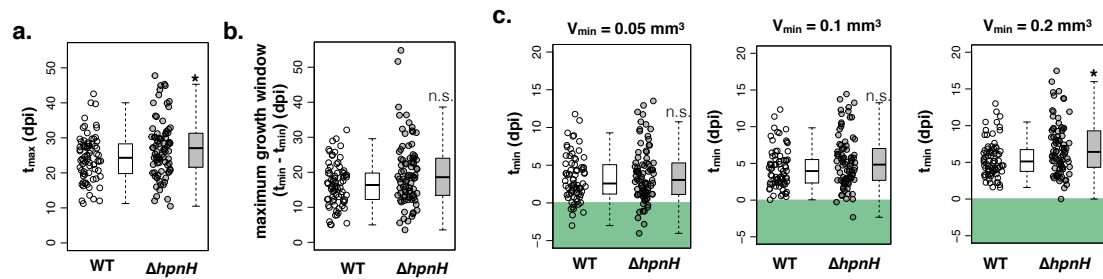 a.
t_max (dpi)
50
40
30
20
10
0
*
WT
ΔhpnH
b.
maximum growth window
(t_min - t_min) (dpi)
50
40
30
20
10
0
n.s.
WT
ΔhpnH
c.
V_min = 0.05 mm³
t_min (dpi)
20
15
10
5
0
−5
n.s.
WT
ΔhpnH
V_min = 0.1 mm³
t_min (dpi)
20
15
10
5
0
−5
n.s.
WT
ΔhpnH
V_min = 0.2 mm³
t_min (dpi)
20
15
10
5
0
−5
*
WT
ΔhpnH